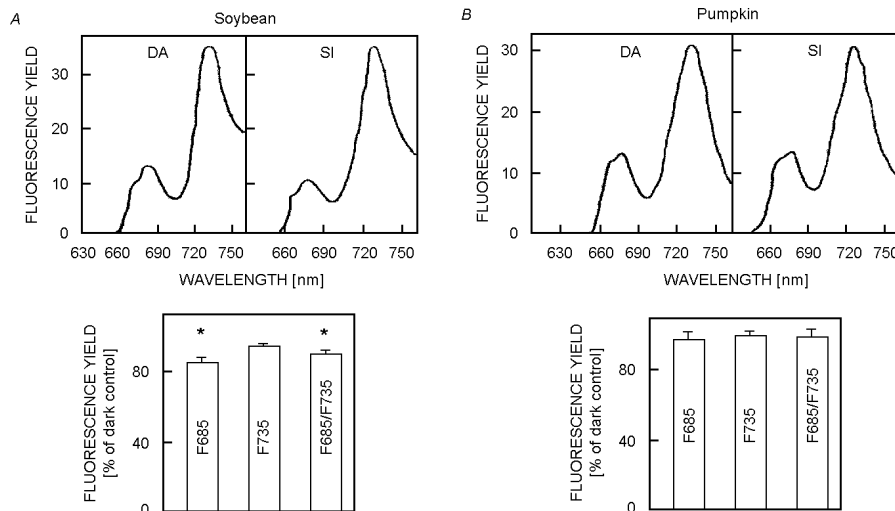 A
Soybean
DA
SI
FLUORESCENCE YIELD
30
20
10
0
630 660 690 720 750 660 690 720 750
WAVELENGTH [nm]
B
Pumpkin
DA
SI
FLUORESCENCE YIELD
30
20
10
0
630 660 690 720 750 660 690 720 750
WAVELENGTH [nm]
FLUORESCENCE YIELD
[% of dark control]
80
40
0
* *
F685
F735
F685/F735
FLUORESCENCE YIELD
[% of dark control]
80
40
0
F685
F735
F685/F735